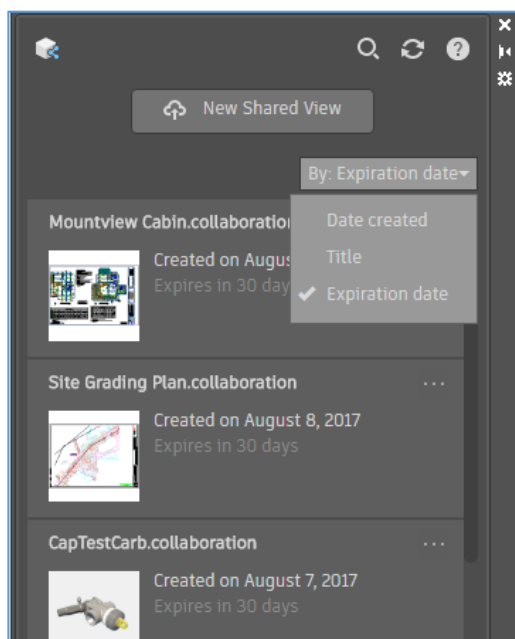 New Shared View
By: Expiration date
Date created
Title
Expiration date
Mountview Cabin.collaboration
Created on Augus
Expires in 30 day
Site Grading Plan.collaboration
Created on August 8, 2017
Expires in 30 days
CapTestCarb.collaboration
Created on August 7, 2017
Expires in 30 days